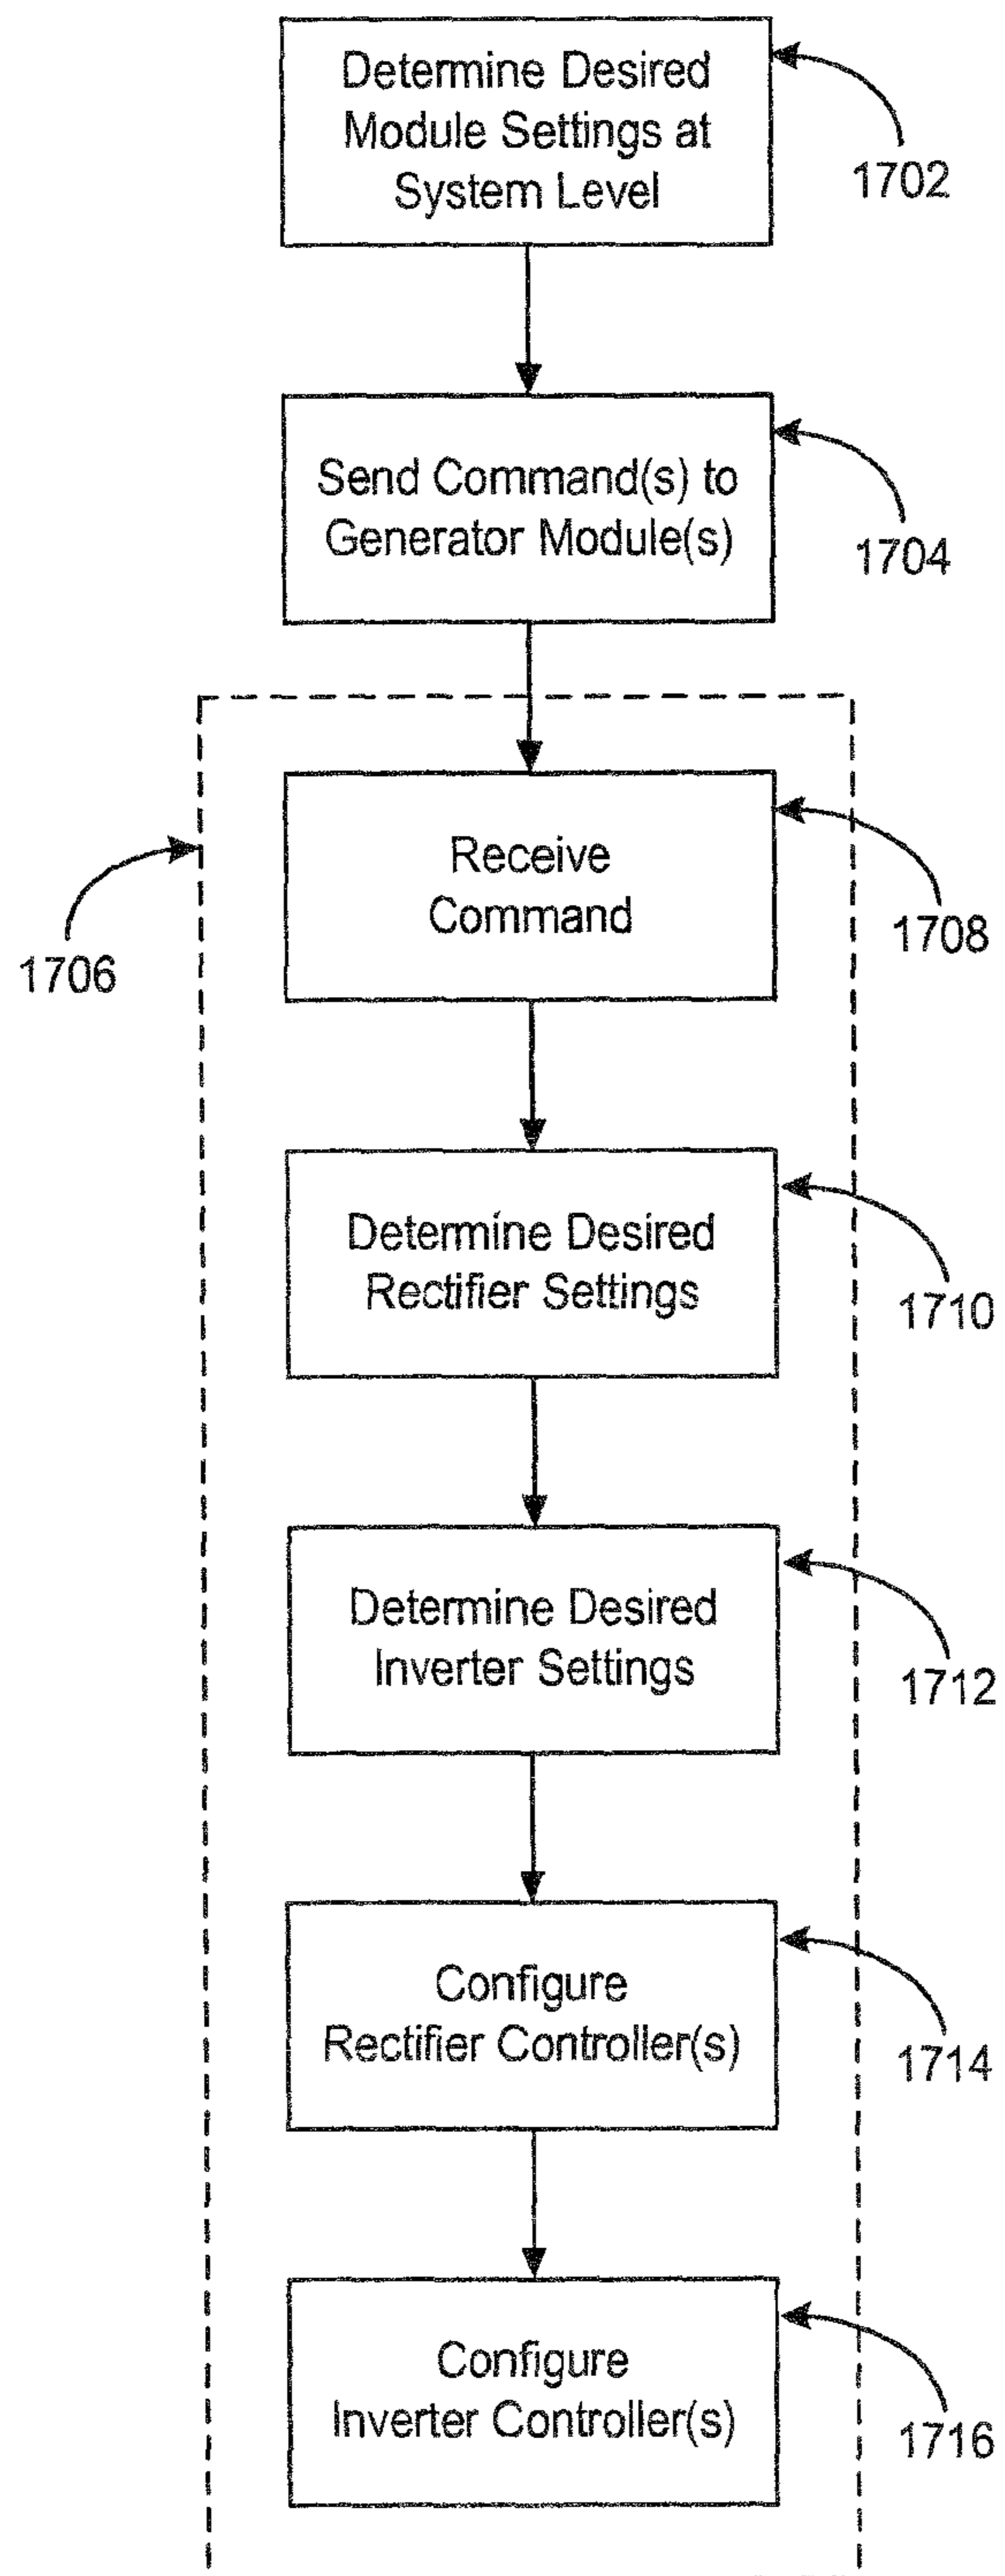 Determine Desired
Module Settings at
System Level
1702
Send Command(s) to
Generator Module(s)
1704
1706
Receive
Command
1708
Determine Desired
Rectifier Settings
1710
Determine Desired
Inverter Settings
1712
Configure
Rectifier Controller(s)
1714
Configure
Inverter Controller(s)
1716